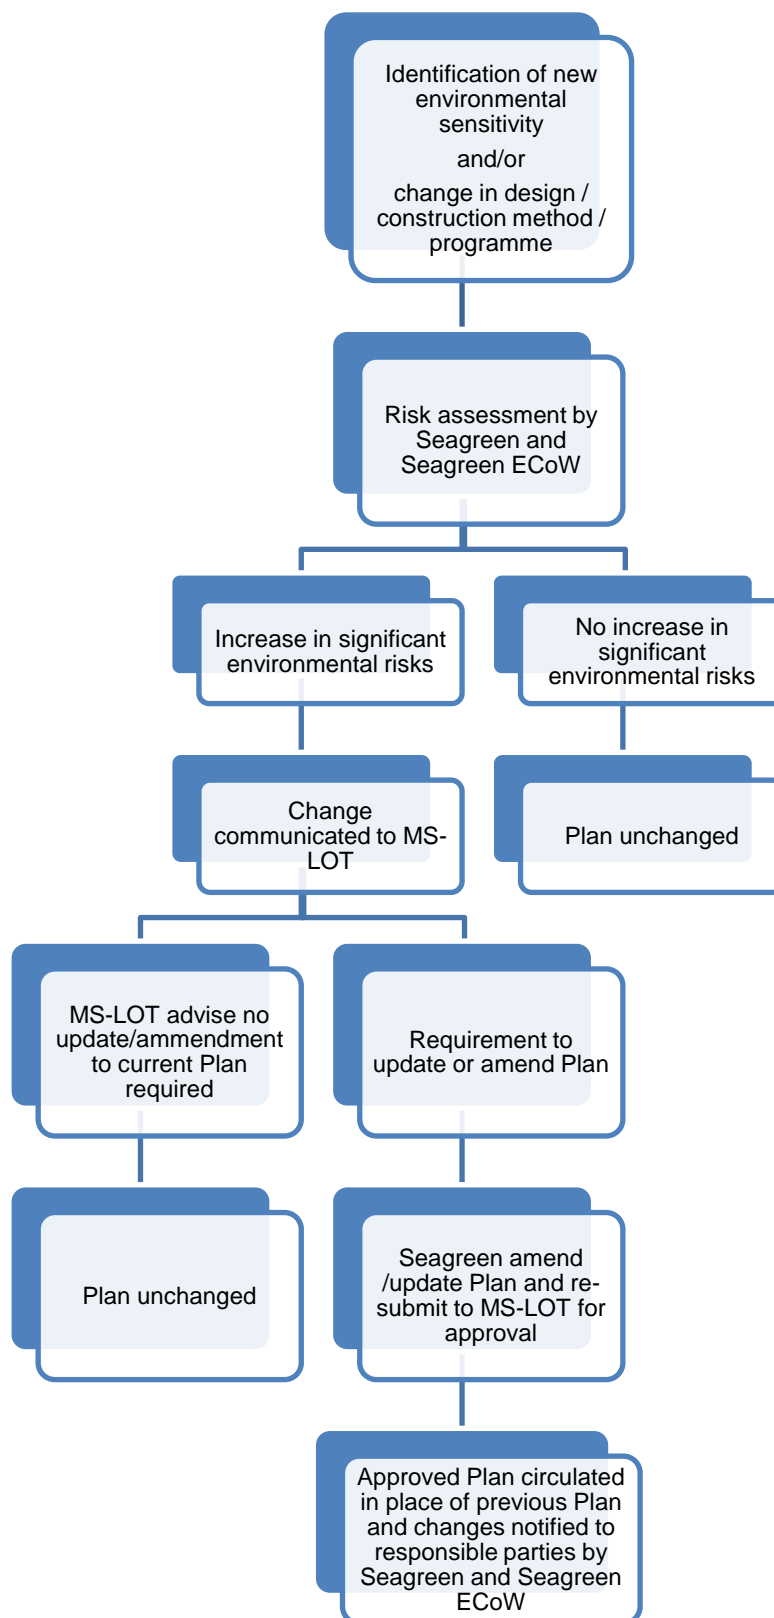 Identification of new
environmental
sensitivity
and/or
change in design /
construction method /
programme
Risk assessment by
Seagreen and
Seagreen ECoW
Increase in significant
environmental risks
No increase in
significant
environmental risks
Change
communicated to MS-
LOT
Plan unchanged
MS-LOT advise no
update/ammendment
to current Plan
required
Requirement to
update or amend Plan
Plan unchanged
Seagreen amend
/update Plan and re-
submit to MS-LOT for
approval
Approved Plan circulated
in place of previous Plan
and changes notified to
responsible parties by
Seagreen and Seagreen
ECoW